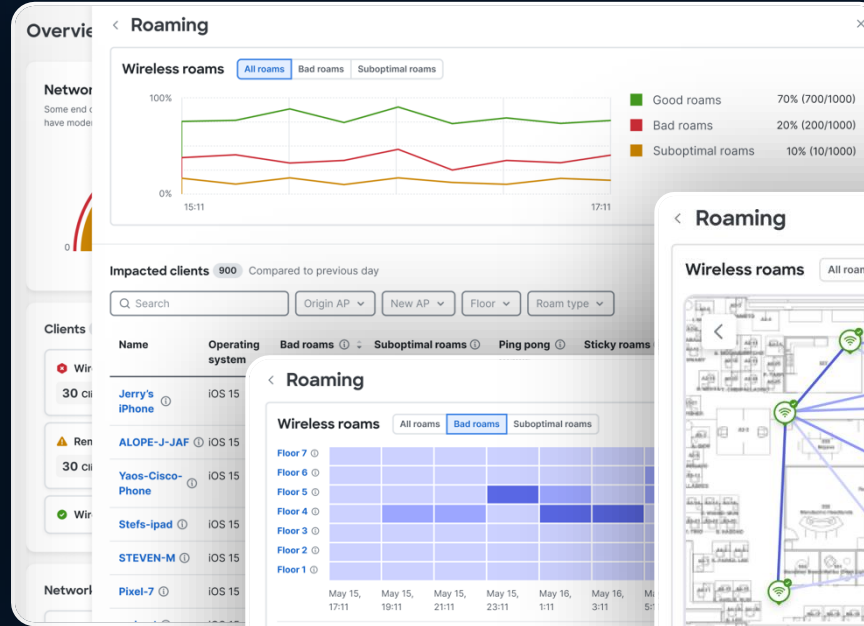 Overvie
Roaming
Networ
Some end c
have moder
0
Wireless roams
All roams
Bad roams
Suboptimal roams
100%
0%
15:11
17:11
Good roams 70% (700/1000)
Bad roams 20% (200/1000)
Suboptimal roams 10% (10/1000)
Impacted clients 900 Compared to previous day
Search
Origin AP
New AP
Floor
Roam type
Name
Operating
system
Bad roams
Suboptimal roams
Ping pong
Sticky roams
Jerry's
iPhone
iOS 15
ALOPE-J-JAF
iOS 15
Yaos-Cisco-
Phone
iOS 15
Stefs-ipad
iOS 15
STEVEN-M
iOS 15
Pixel-7
iOS 15
Clients
Wir
30 Cli
Ren
30 Cli
Wir
Network
Roaming
Wireless roams
All roams
Bad roams
Suboptimal roams
Floor 7
Floor 6
Floor 5
Floor 4
Floor 3
Floor 2
Floor 1
May 15,
17:11
May 15,
19:11
May 15,
21:11
May 15,
23:11
May 16,
1:11
May 16,
3:11
May
5:1
Roaming
Wireless roams
All roam